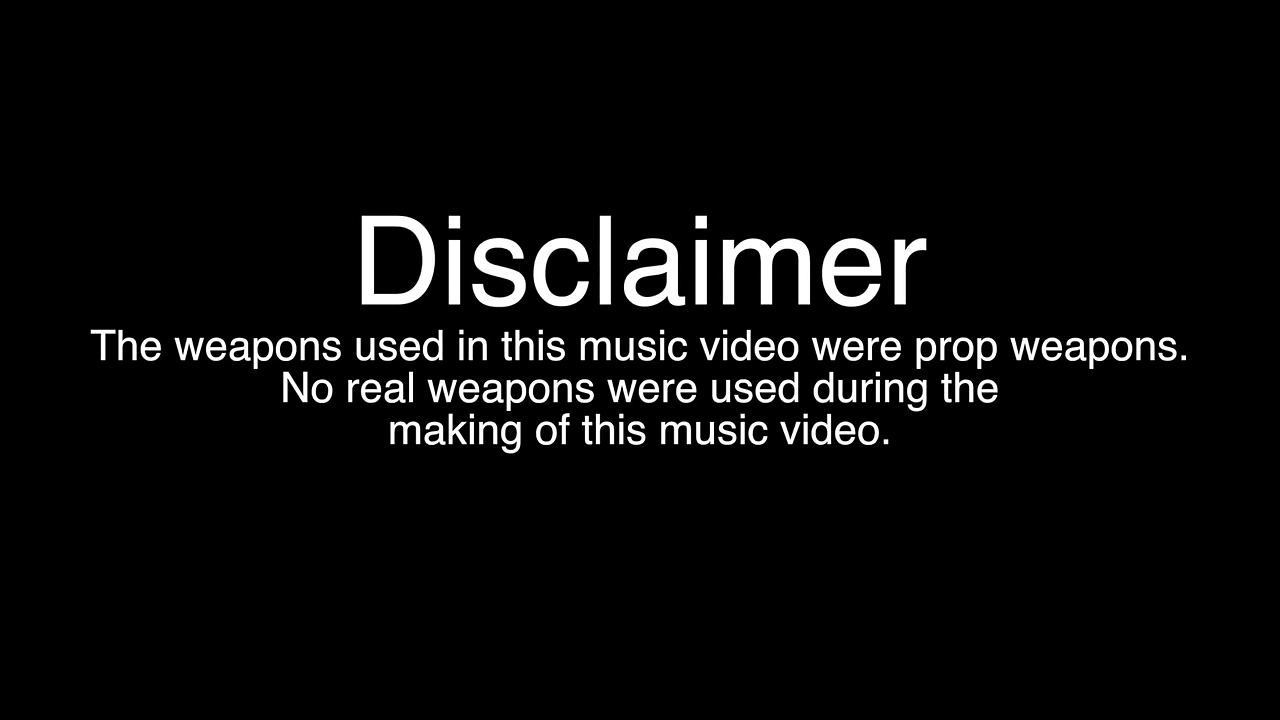 Disclaimer
The weapons used in this music video were prop weapons.
No real weapons were used during the
making of this music video.